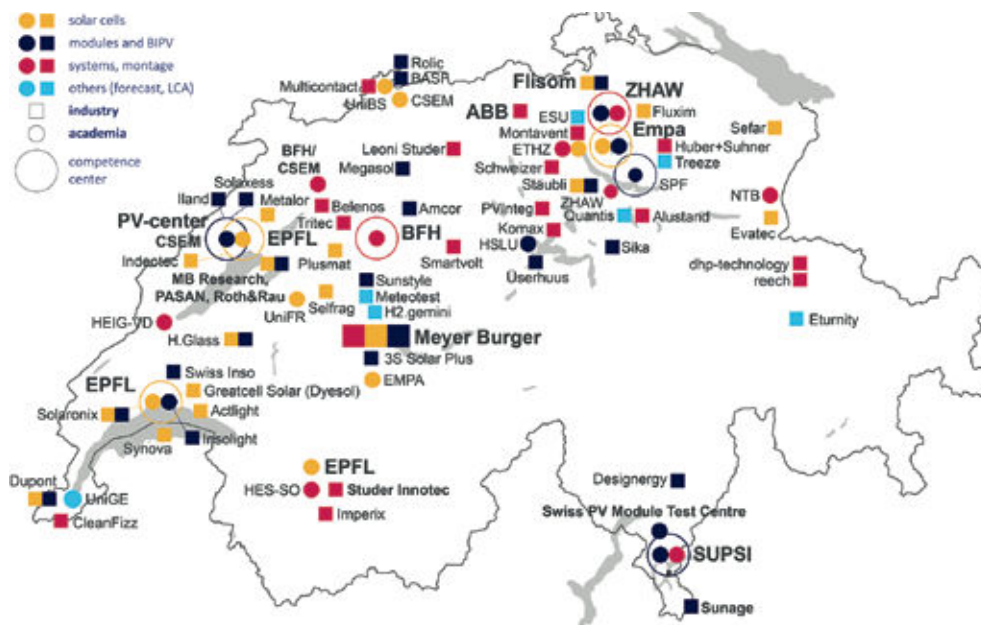 solar cells
modules and BIPV
systems, montage
others (forecast, LCA)
industry
academia
competence
center
Rolic
BASF
Multicontact
UniBS
CSEM
Flisom
ZHAW
ABB
ESU
Fluxim
Montavent
Empa
Sefar
ETHZ
Huber+Suhner
Treeze
BFH/
CSEM
Leoni Studer
Megasol
Schweizer
SPF
Stäubli
ZHAW
NTB
Solaxess
Iland
Metalor
Belenos
Amcor
PVinteg
Quantis
Alustand
Tritec
Komax
Evatec
PV-center
CSEM
EPFL
BFH
HSLU
Sika
Indeotec
Plusmat
Smartvolt
Üserhuus
dhp-technology
reech
MB Research,
PASAN, Roth&Rau
Sunstyle
Selfrag
Meteotest
UniFR
H2.gemini
Eturnity
HEIG-VD
H.Glass
Meyer Burger
3S Solar Plus
Swiss Inso
EMPA
EPFL
Greatcell Solar (Dyesol)
Solaronix
Actlight
Synova
Insolight
EPFL
Dupont
HES-SO
Studer Innotec
UniGE
Imperix
CleanFizz
Designergy
Swiss PV Module Test Centre
SUPSI
Sunage